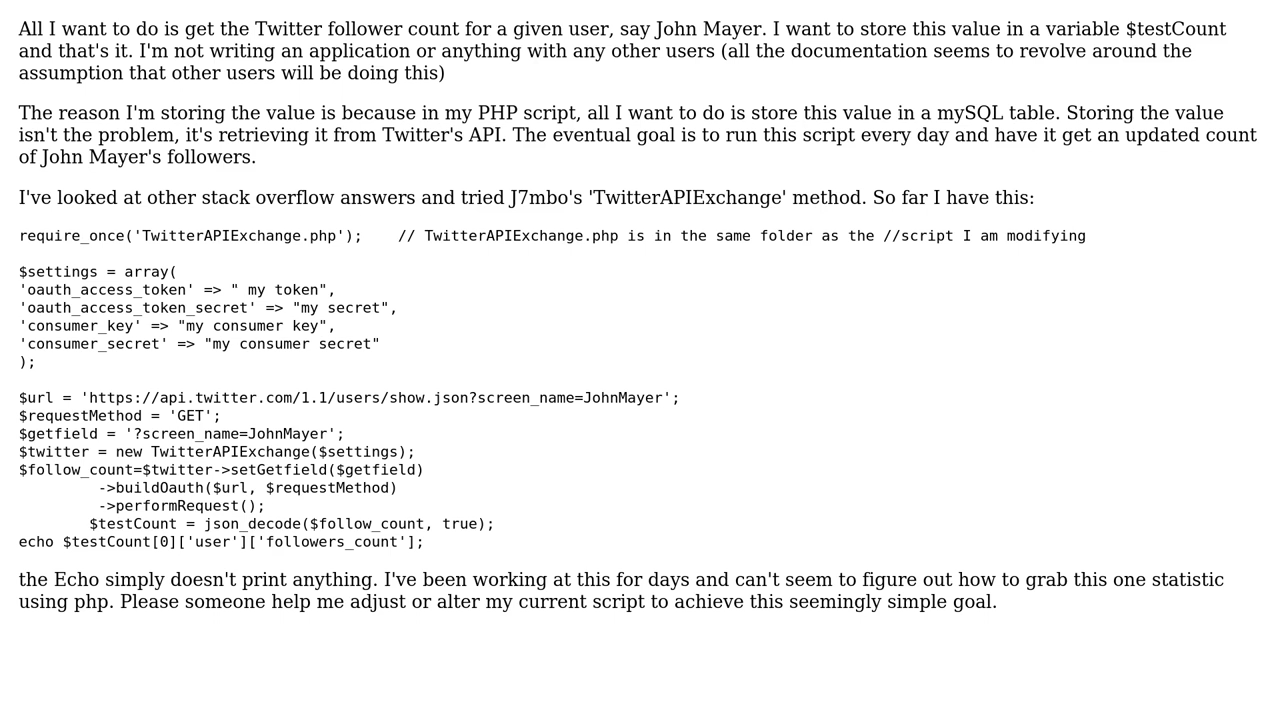 All I want to do is get the Twitter follower count for a given user, say John Mayer. I want to store this value in a variable $testCount
and that's it. I'm not writing an application or anything with any other users (all the documentation seems to revolve around the
assumption that other users will be doing this)
The reason I'm storing the value is because in my PHP script, all I want to do is store this value in a mySQL table. Storing the value
isn't the problem, it's retrieving it from Twitter's API. The eventual goal is to run this script every day and have it get an updated count
of John Mayer's followers.
I've looked at other stack overflow answers and tried J7mbo's 'TwitterAPIExchange' method. So far I have this:
require_once('TwitterAPIExchange.php');    // TwitterAPIExchange.php is in the same folder as the //script I am modifying
$settings = array(
'oauth_access_token' => " my token",
'oauth_access_token_secret' => "my secret",
'consumer_key' => "my consumer key",
'consumer_secret' => "my consumer secret"
);
$url = 'https://api.twitter.com/1.1/users/show.json?screen_name=JohnMayer';
$requestMethod = 'GET';
$getfield = '?screen_name=JohnMayer';
$twitter = new TwitterAPIExchange($settings);
$follow_count=$twitter->setGetfield($getfield)
         ->buildOauth($url, $requestMethod)
         ->performRequest();
        $testCount = json_decode($follow_count, true);
echo $testCount[0]['user']['followers_count'];
the Echo simply doesn't print anything. I've been working at this for days and can't seem to figure out how to grab this one statistic
using php. Please someone help me adjust or alter my current script to achieve this seemingly simple goal.